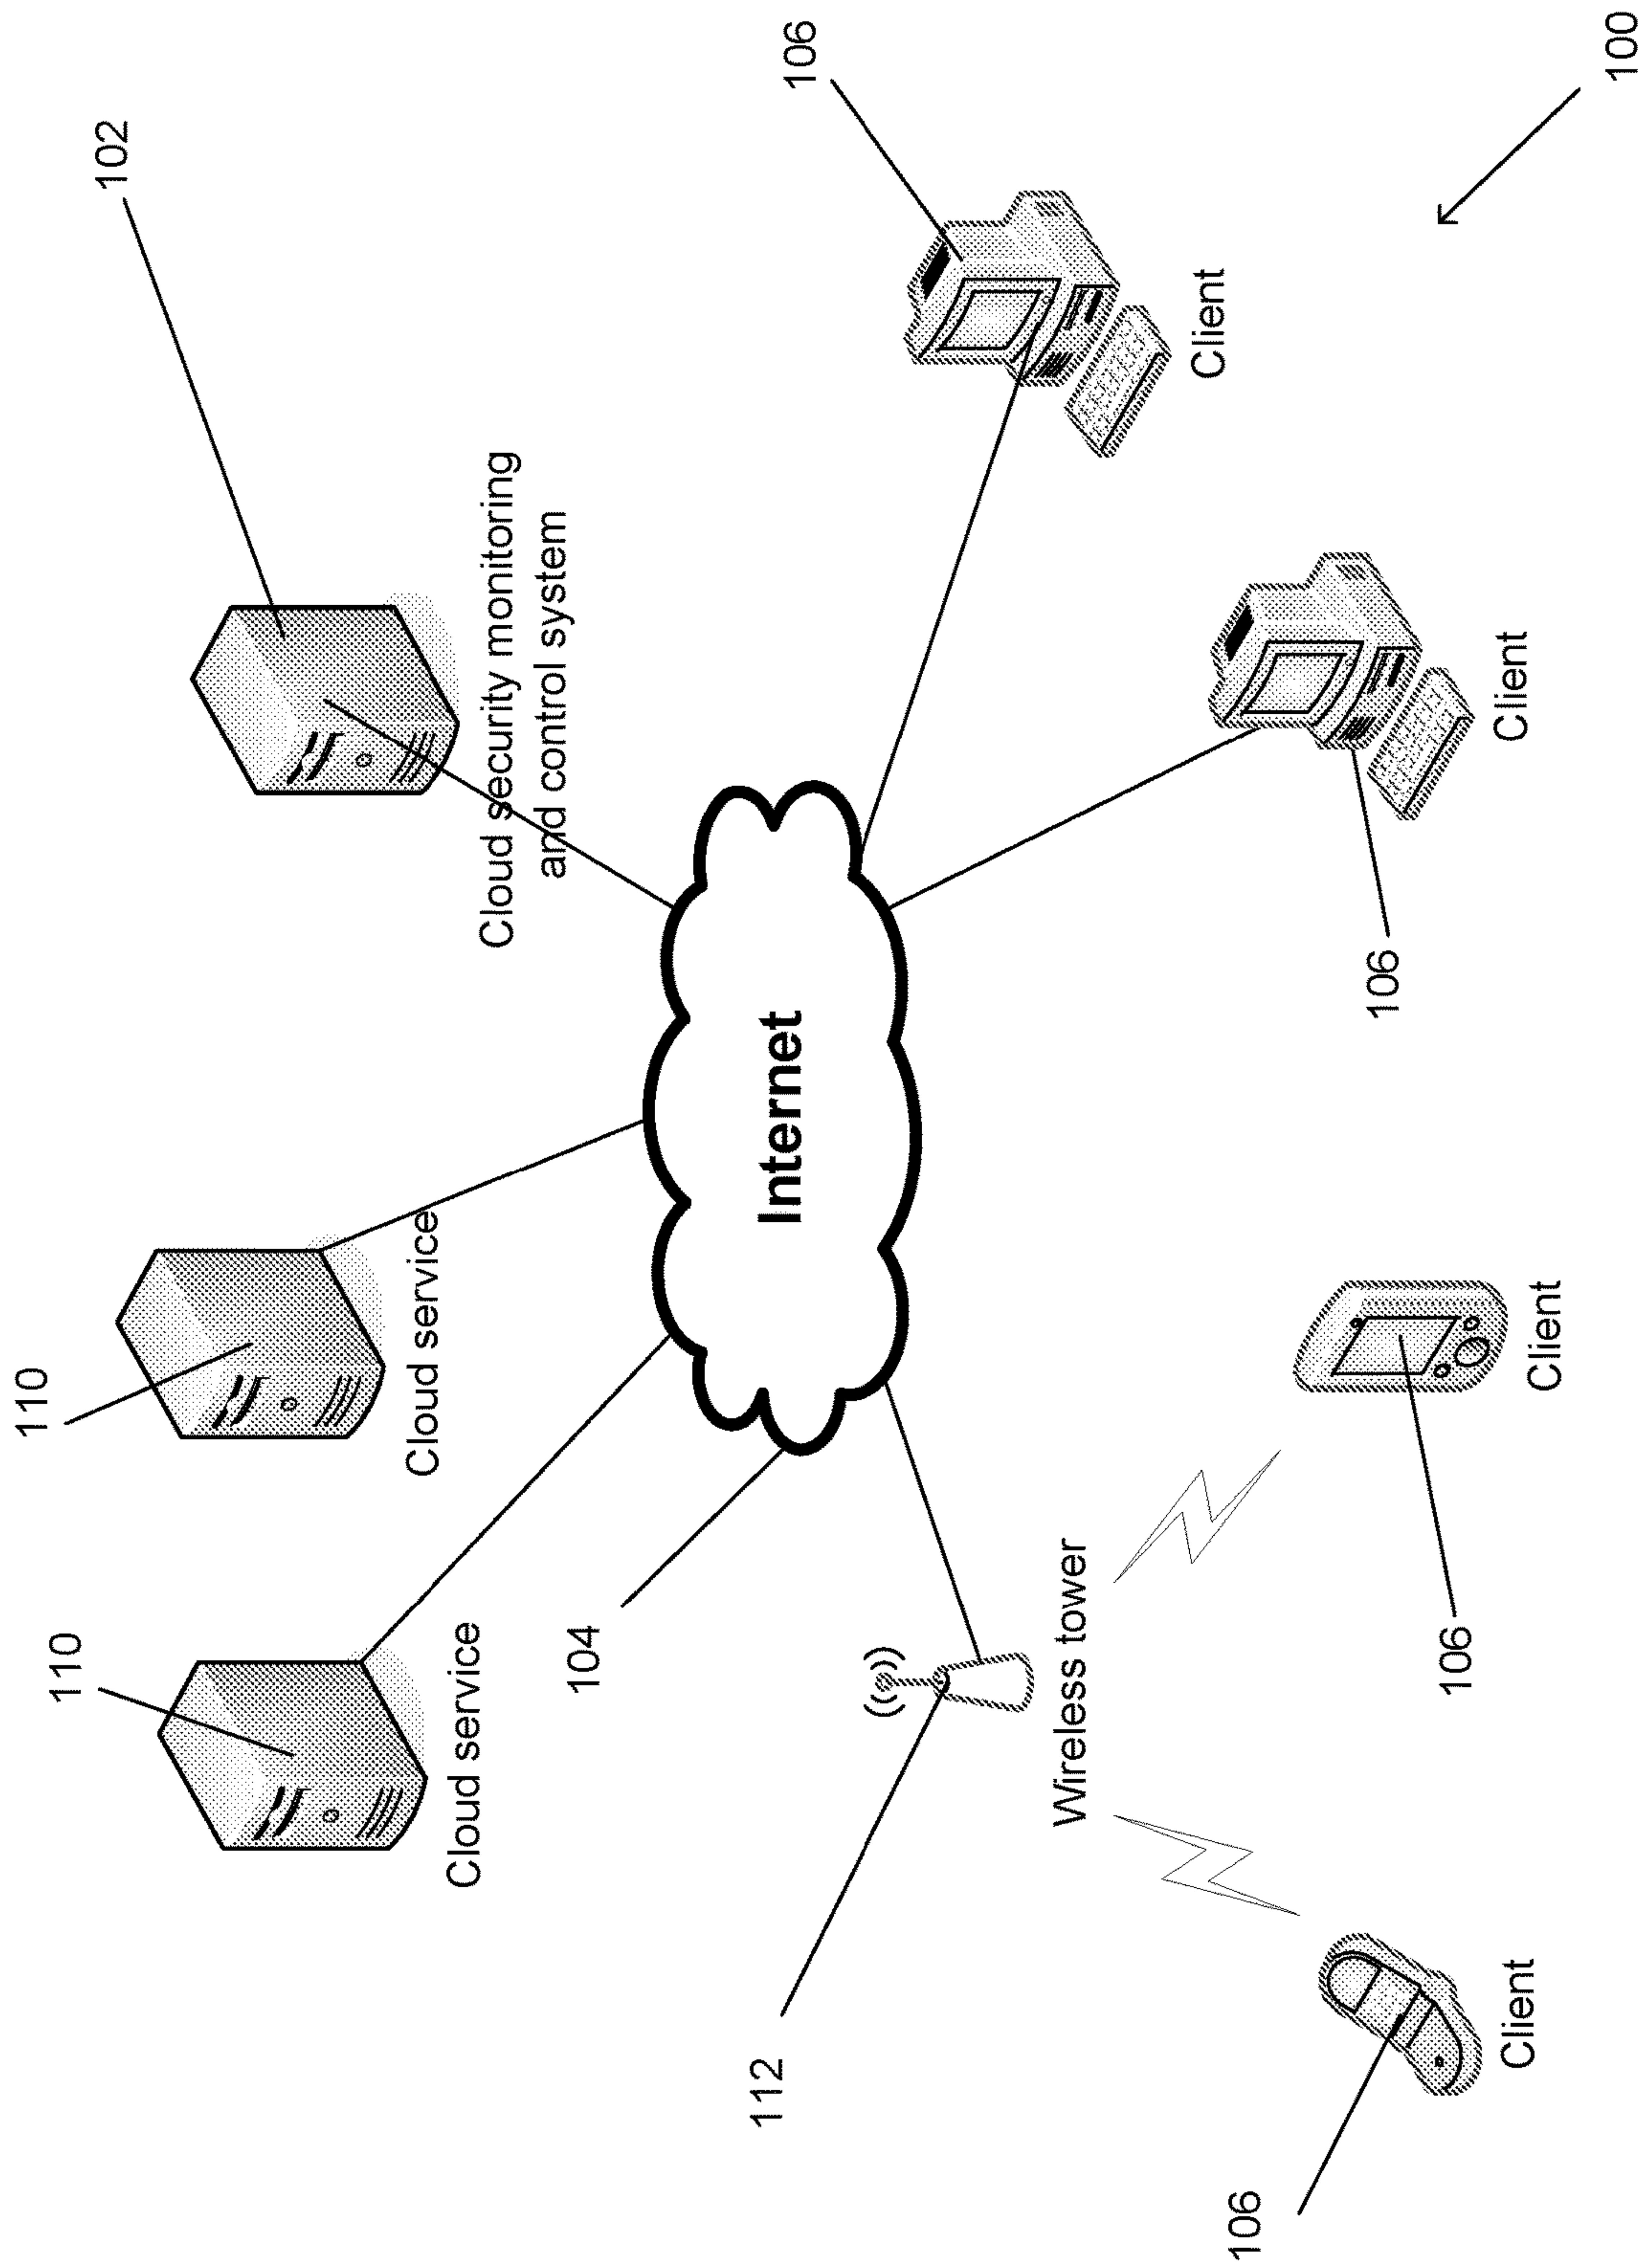 110
110
102
Cloud service
Cloud service
Cloud security monitoring
and control system
104
112
Internet
106
Wireless tower
Client
106
106
106
Client
Client
Client
100